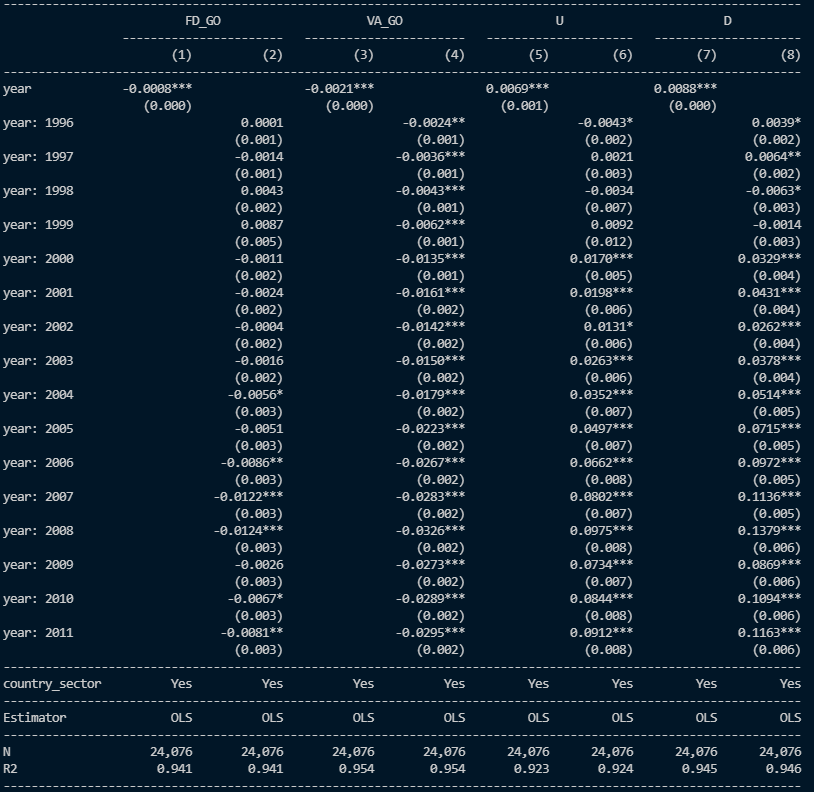 FD_GO VA_GO U D
(1) (2) (3) (4) (5) (6) (7) (8)
year -0.0008*** -0.0021*** 0.0069*** 0.0088***
(0.000) (0.000) (0.001) (0.000)
year: 1996 0.0001 -0.0024** -0.0043* 0.0039*
(0.001) (0.001) (0.002) (0.002)
year: 1997 -0.0014 -0.0036*** 0.0021 0.0064**
(0.001) (0.001) (0.003) (0.002)
year: 1998 0.0043 -0.0043*** -0.0034 -0.0063*
(0.002) (0.001) (0.007) (0.003)
year: 1999 0.0087 -0.0062*** 0.0092 -0.0014
(0.005) (0.001) (0.012) (0.003)
year: 2000 -0.0011 -0.0135*** 0.0170*** 0.0329***
(0.002) (0.001) (0.005) (0.004)
year: 2001 -0.0024 -0.0161*** 0.0198*** 0.0431***
(0.002) (0.002) (0.006) (0.004)
year: 2002 -0.0004 -0.0142*** 0.0131* 0.0262***
(0.002) (0.002) (0.006) (0.004)
year: 2003 -0.0016 -0.0150*** 0.0263*** 0.0378***
(0.002) (0.002) (0.006) (0.004)
year: 2004 -0.0056* -0.0179*** 0.0352*** 0.0514***
(0.003) (0.002) (0.007) (0.005)
year: 2005 -0.0051 -0.0223*** 0.0497*** 0.0715***
(0.003) (0.002) (0.007) (0.005)
year: 2006 -0.0086** -0.0267*** 0.0662*** 0.0972***
(0.003) (0.002) (0.008) (0.005)
year: 2007 -0.0122*** -0.0283*** 0.0802*** 0.1136***
(0.003) (0.002) (0.007) (0.005)
year: 2008 -0.0124*** -0.0326*** 0.0975*** 0.1379***
(0.003) (0.002) (0.008) (0.006)
year: 2009 -0.0026 -0.0273*** 0.0734*** 0.0869***
(0.003) (0.002) (0.007) (0.006)
year: 2010 -0.0067* -0.0289*** 0.0844*** 0.1094***
(0.003) (0.002) (0.008) (0.006)
year: 2011 -0.0081** -0.0295*** 0.0912*** 0.1163***
(0.003) (0.002) (0.008) (0.006)
country_sector Yes Yes Yes Yes Yes Yes Yes Yes
Estimator OLS OLS OLS OLS OLS OLS OLS OLS
N 24,076 24,076 24,076 24,076 24,076 24,076 24,076 24,076
R2 0.941 0.941 0.954 0.954 0.923 0.924 0.945 0.946